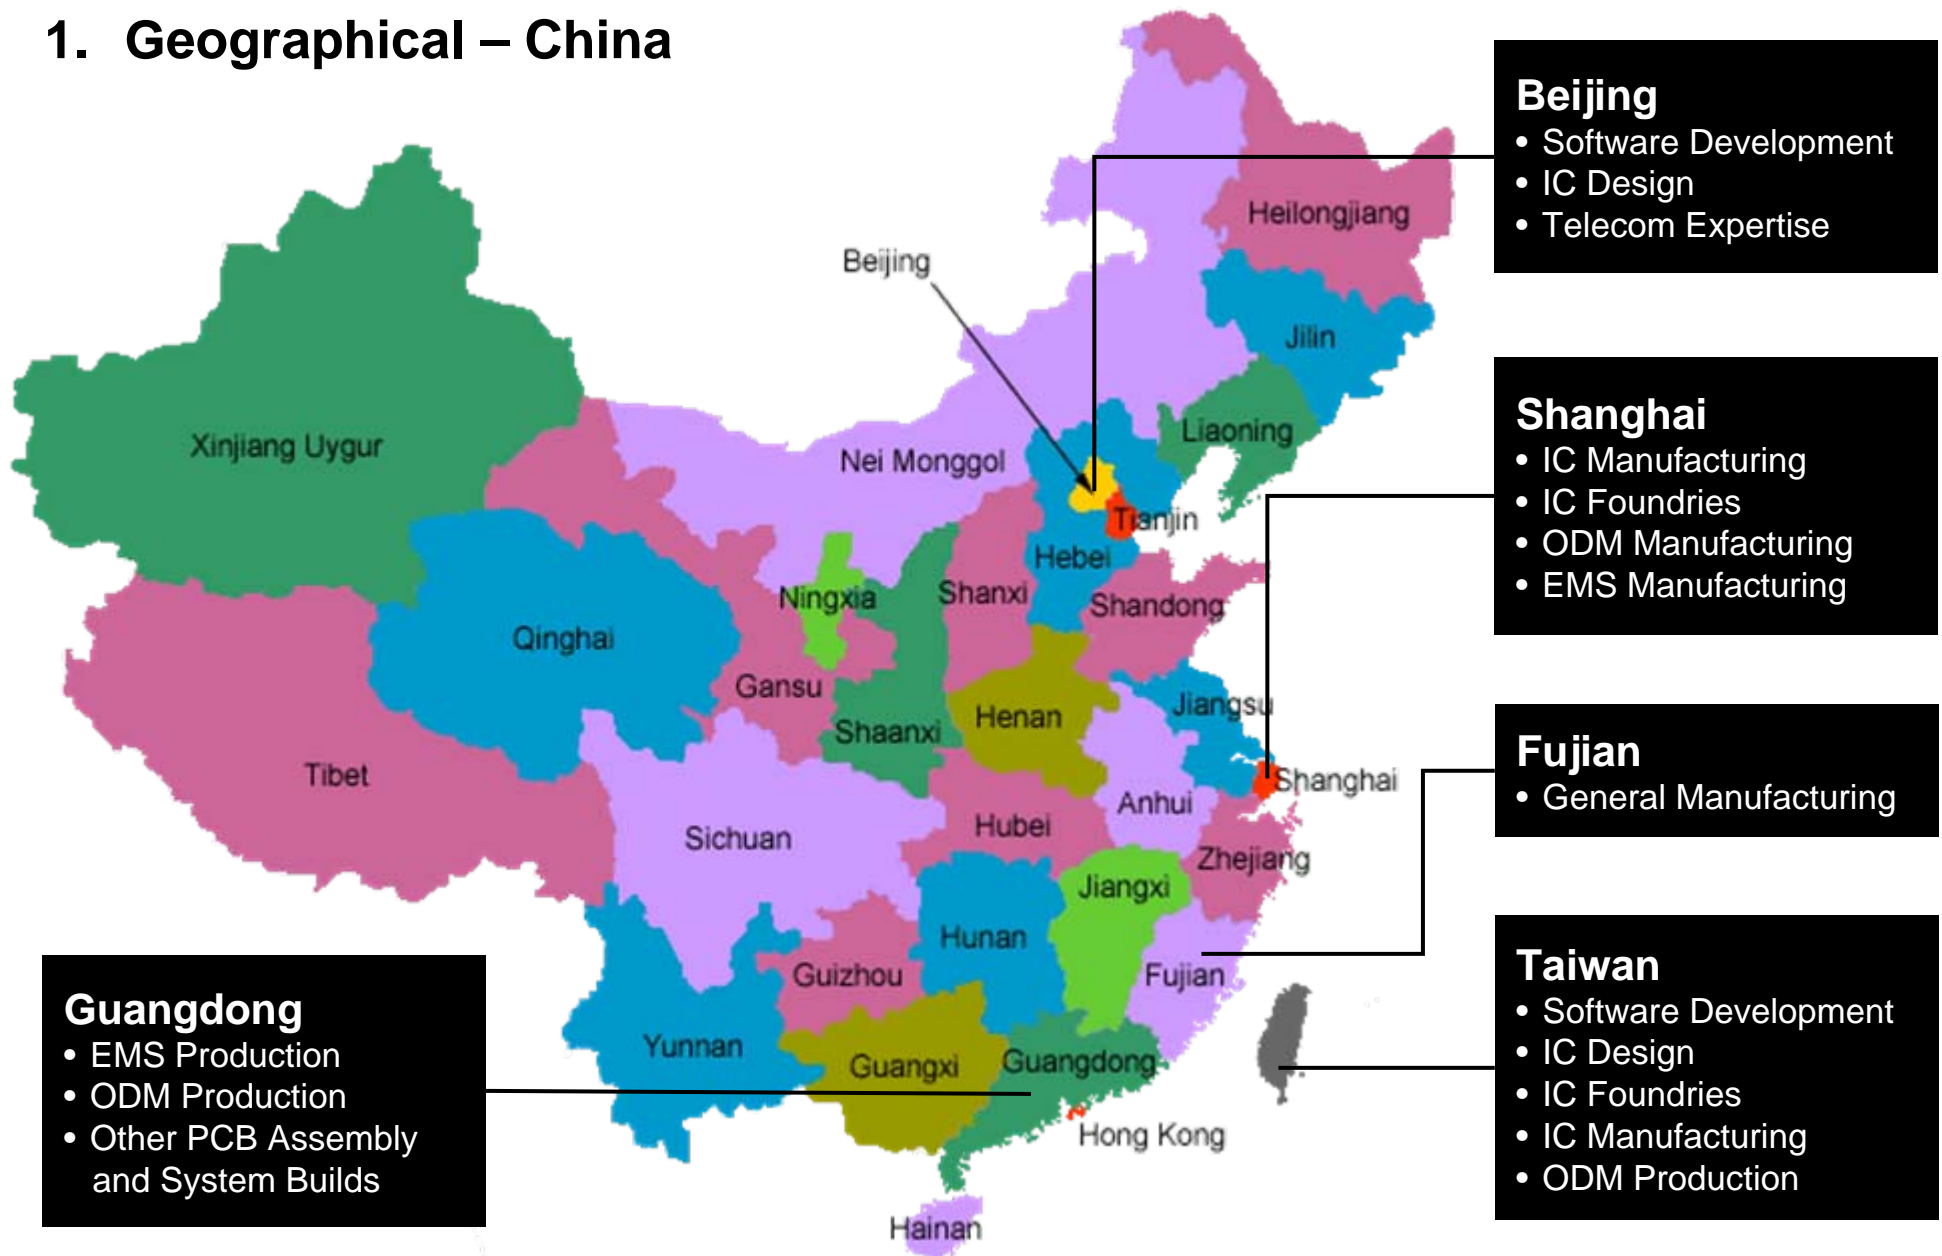 1. Geographical – China
Beijing
• Software Development
• IC Design
• Telecom Expertise
Shanghai
• IC Manufacturing
• IC Foundries
• ODM Manufacturing
• EMS Manufacturing
Fujian
• General Manufacturing
Taiwan
• Software Development
• IC Design
• IC Foundries
• IC Manufacturing
• ODM Production
Guangdong
• EMS Production
• ODM Production
• Other PCB Assembly
and System Builds
Heilongjiang
Beijing
Jilin
Liaoning
Xinjiang Uygur
Nei Monggol
Tianjin
Hebei
Ningxia
Shanxi
Shandong
Qinghai
Gansu
Jiangsu
Henan
Shaanxi
Tibet
Shanghai
Anhui
Hubei
Sichuan
Zhejiang
Jiangxi
Hunan
Guizhou
Fujian
Yunnan
Guangxi
Guangdong
Hong Kong
Hainan